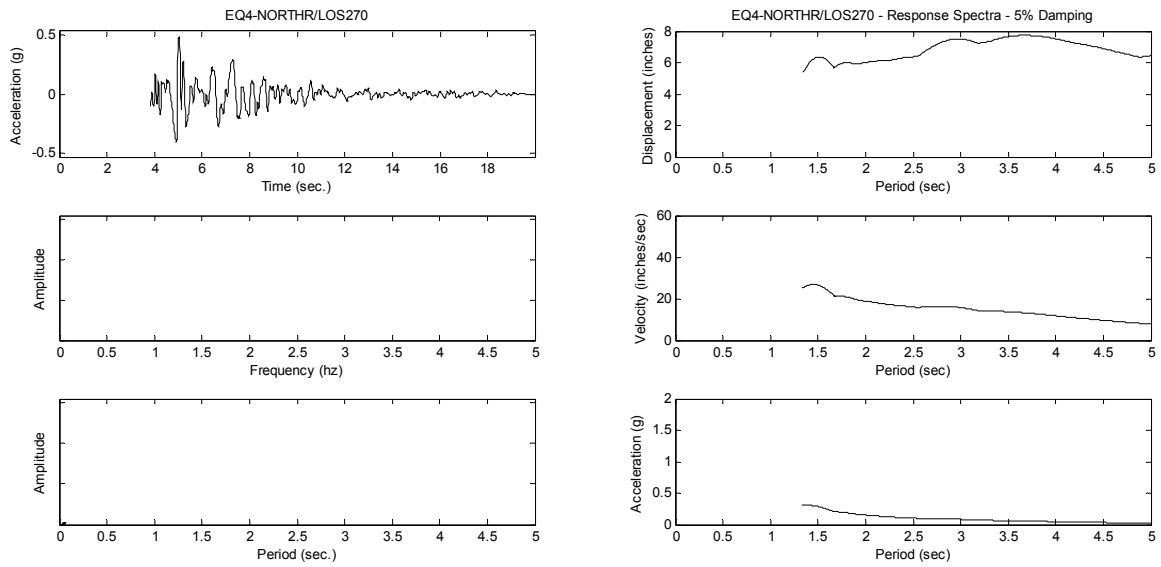 EQ4-NORTHR/LOS270
Acceleration (g)
0.5
0
-0.5
0 2 4 6 8 10 12 14 16 18
Time (sec.)
Amplitude
0 0.5 1 1.5 2 2.5 3 3.5 4 4.5 5
Frequency (hz)
Amplitude
0 0.5 1 1.5 2 2.5 3 3.5 4 4.5 5
Period (sec.)
EQ4-NORTHR/LOS270 - Response Spectra - 5% Damping
Displacement (inches)
8
6
4
2
0
0 0.5 1 1.5 2 2.5 3 3.5 4 4.5 5
Period (sec)
Velocity (inches/sec)
60
40
20
0
0 0.5 1 1.5 2 2.5 3 3.5 4 4.5 5
Period (sec)
Acceleration (g)
2
1.5
1
0.5
0
0 0.5 1 1.5 2 2.5 3 3.5 4 4.5 5
Period (sec)